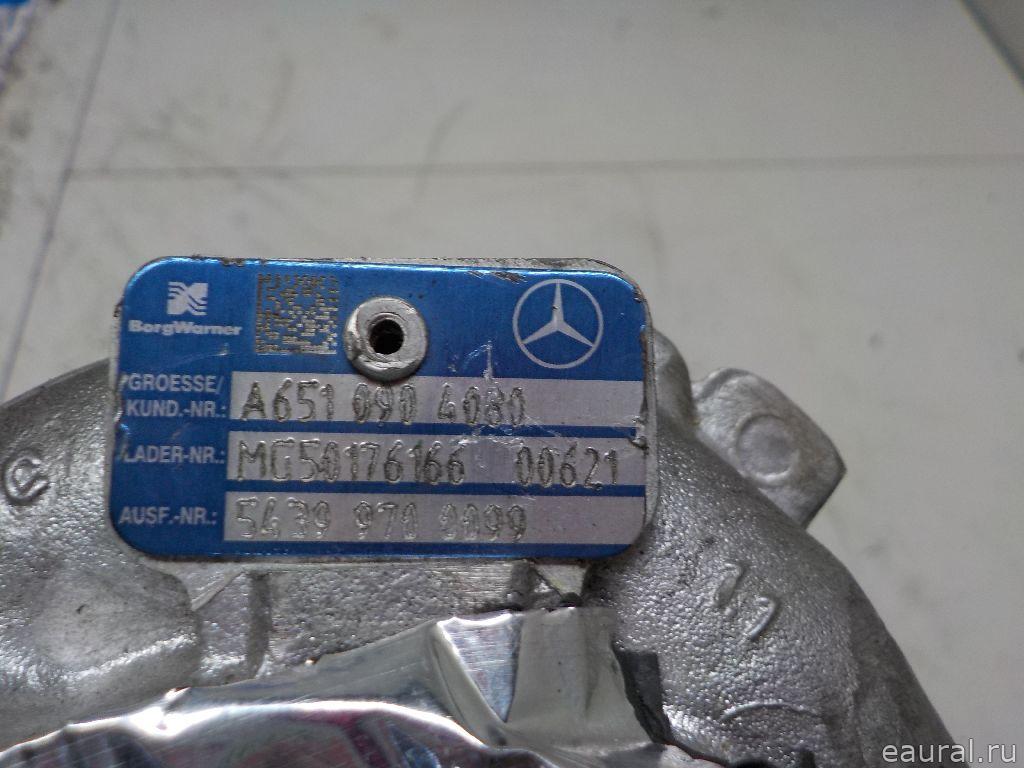 BorgWarner
GROESSE/
KUND.-NR.: A651 090 4080
LADER-NR.: MG50176166 00621
AUSF.-NR.: 5439 970 0099
eaural.ru